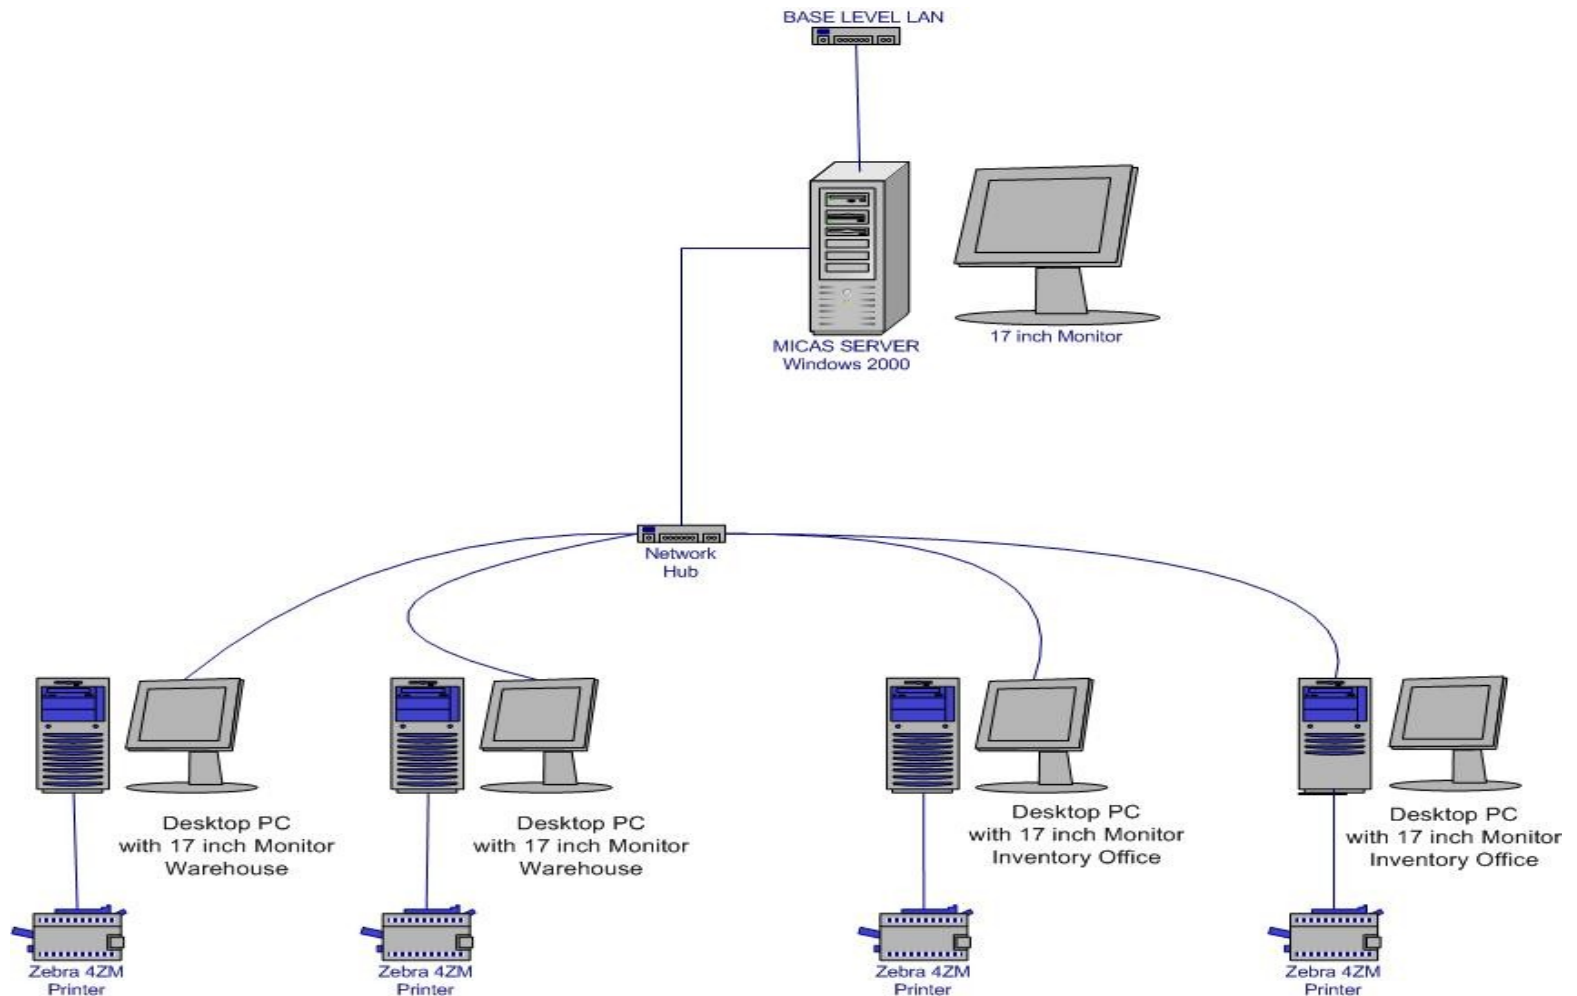 BASE LEVEL LAN
MICAS SERVER
Windows 2000
17 inch Monitor
Network
Hub
Desktop PC
with 17 inch Monitor
Warehouse
Desktop PC
with 17 inch Monitor
Warehouse
Desktop PC
with 17 inch Monitor
Inventory Office
Desktop PC
with 17 inch Monitor
Inventory Office
Zebra 4ZM
Printer
Zebra 4ZM
Printer
Zebra 4ZM
Printer
Zebra 4ZM
Printer